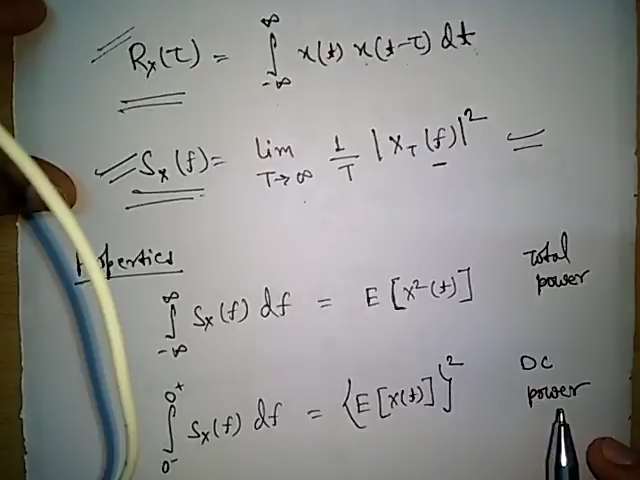 Rx(τ) = ∫_{-∞}^{∞} x(t) x(t-τ) dt
Sx(f) = lim_{T→∞} 1/T |X_T(f)|²
Properties
∫_{-∞}^{∞} Sx(f) df = E[x²(t)] Total power
∫_{0⁻}^{0⁺} Sx(f) df = {E[x(t)]}² DC power